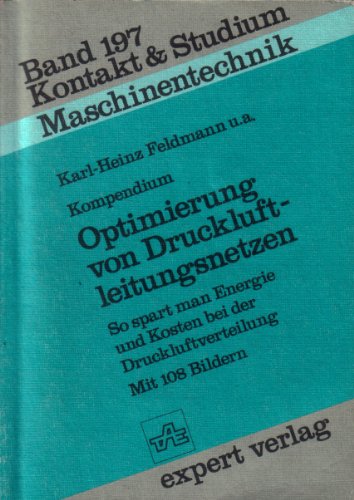 Band 197
Kontakt & Studium
Maschinentechnik
Karl-Heinz Feldmann u.a.
Kompendium
Optimierung
von Druckluft-
leitungsnetzen
So spart man Energie
und Kosten bei der
Druckluftverteilung
Mit 108 Bildern
TAE
expert verlag